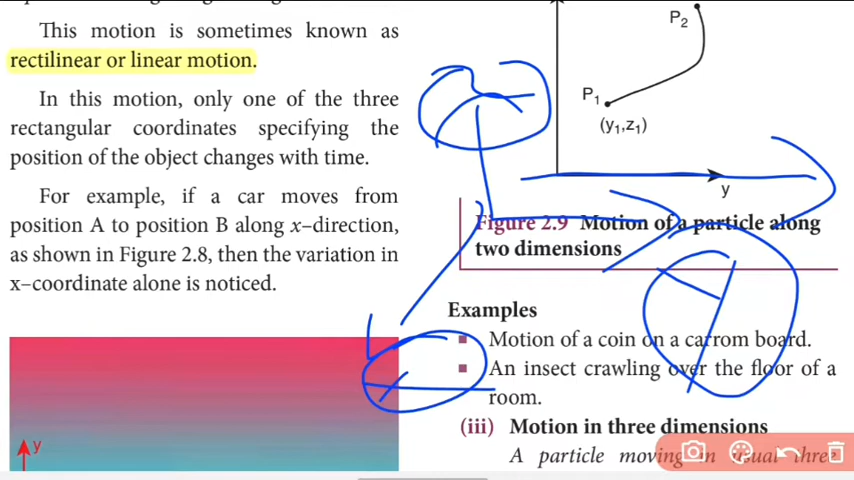 This motion is sometimes known as
rectilinear or linear motion.
In this motion, only one of the three
rectangular coordinates specifying the
position of the object changes with time.
For example, if a car moves from
position A to position B along x–direction,
as shown in Figure 2.8, then the variation in
x–coordinate alone is noticed.
y
P2
P1
(y1,z1)
y
Figure 2.9 Motion of a particle along
two dimensions
Examples
Motion of a coin on a carrom board.
An insect crawling over the floor of a
room.
(iii) Motion in three dimensions
A particle moving in usual three